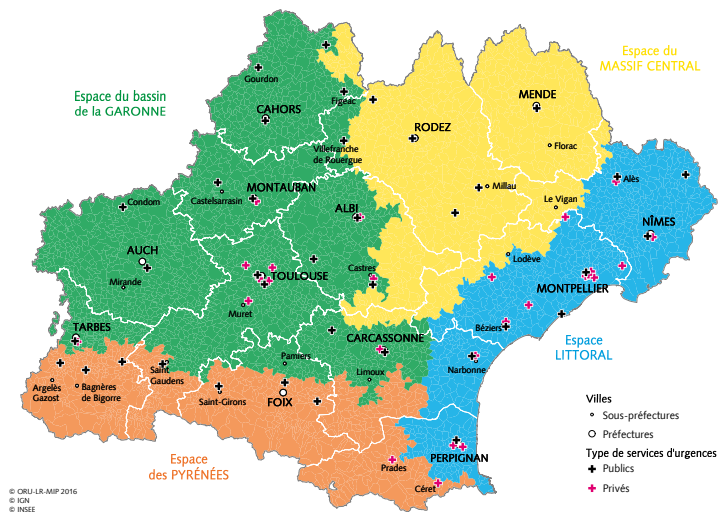 Espace du
MASSIF CENTRAL
Espace du bassin
de la GARONNE
Gourdon
CAHORS
Figeac
MENDE
RODEZ
Florac
Villefranche
de Rouergue
MONTAUBAN
Castelsarrasin
Condom
ALBI
Millau
Le Vigan
Alès
NÎMES
AUCH
Mirande
TOULOUSE
Castres
Lodève
MONTPELLIER
Muret
TARBES
CARCASSONNE
Béziers
Espace
LITTORAL
Pamiers
Limoux
Narbonne
Saint
Gaudens
Argelès
Gazost
Bagnères
de Bigorre
Saint-Girons
FOIX
PERPIGNAN
Prades
Céret
Espace
des PYRÉNÉES
Villes
Sous-préfectures
Préfectures
Type de services d'urgences
Publics
Privés
© ORU-LR-MIP 2016
© IGN
© INSEE